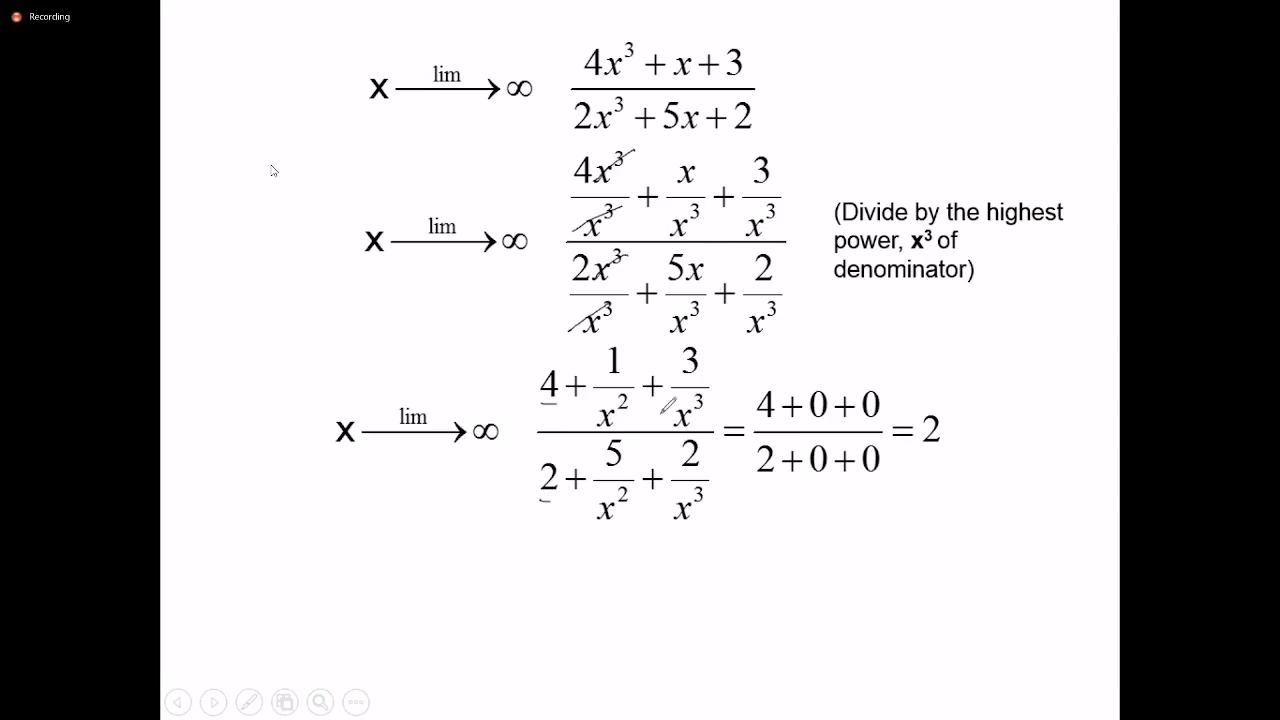 Recording
x lim⟶ ∞ (4x³ + x + 3)/(2x³ + 5x + 2)
x lim⟶ ∞ (4x³/x³ + x/x³ + 3/x³)/(2x³/x³ + 5x/x³ + 2/x³)
(Divide by the highest
power, x³ of
denominator)
x lim⟶ ∞ (4 + 1/x² + 3/x³)/(2 + 5/x² + 2/x³) = (4 + 0 + 0)/(2 + 0 + 0) = 2